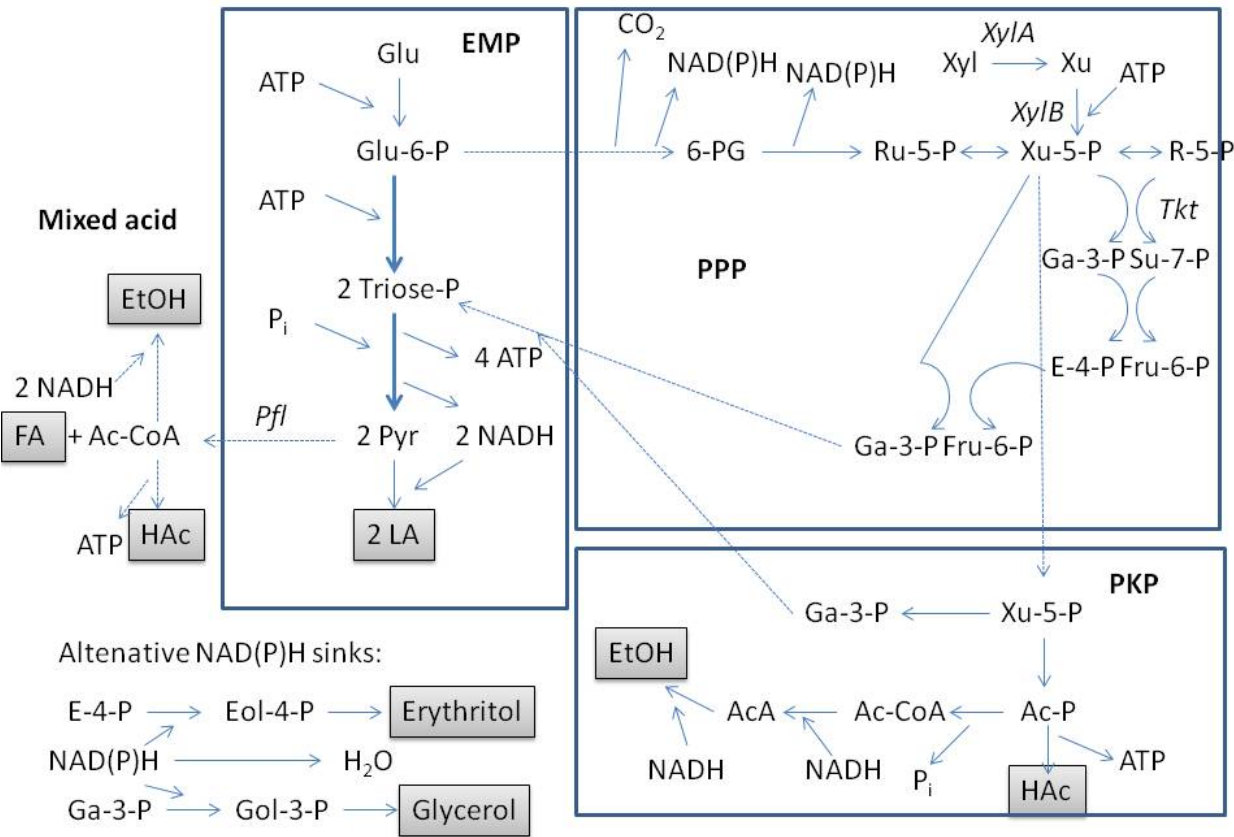 EMP
Glu
ATP
Glu-6-P
ATP
2 Triose-P
Pi
4 ATP
2 Pyr
2 NADH
2 LA
Mixed acid
EtOH
2 NADH
Pfl
FA + Ac-CoA
ATP
HAc
CO2
NAD(P)H
NAD(P)H
XylA
Xyl
Xu
ATP
XylB
6-PG
Ru-5-P
Xu-5-P
R-5-P
Tkt
PPP
Ga-3-P Su-7-P
E-4-P Fru-6-P
Ga-3-P Fru-6-P
PKP
Ga-3-P
Xu-5-P
EtOH
AcA
Ac-CoA
Ac-P
NADH
NADH
Pi
ATP
HAc
Altenative NAD(P)H sinks:
E-4-P
Eol-4-P
Erythritol
NAD(P)H
H2O
Ga-3-P
Gol-3-P
Glycerol